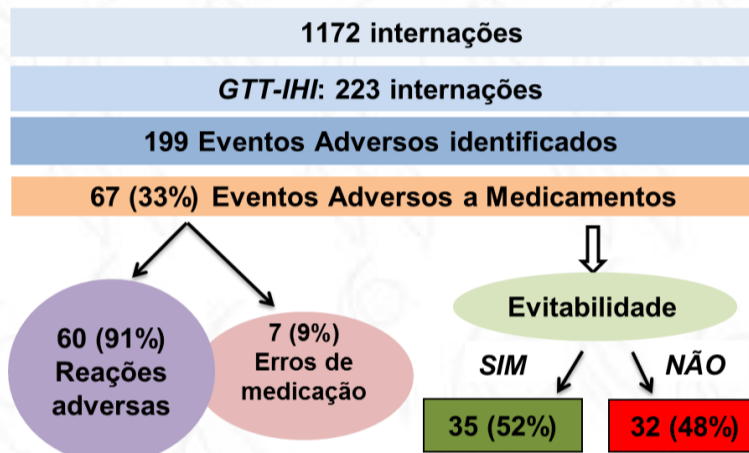 1172 internações
GTT-IHI: 223 internações
199 Eventos Adversos identificados
67 (33%) Eventos Adversos a Medicamentos
60 (91%)
Reações
adversas
7 (9%)
Erros de
medicação
Evitabilidade
SIM
NÃO
35 (52%)
32 (48%)